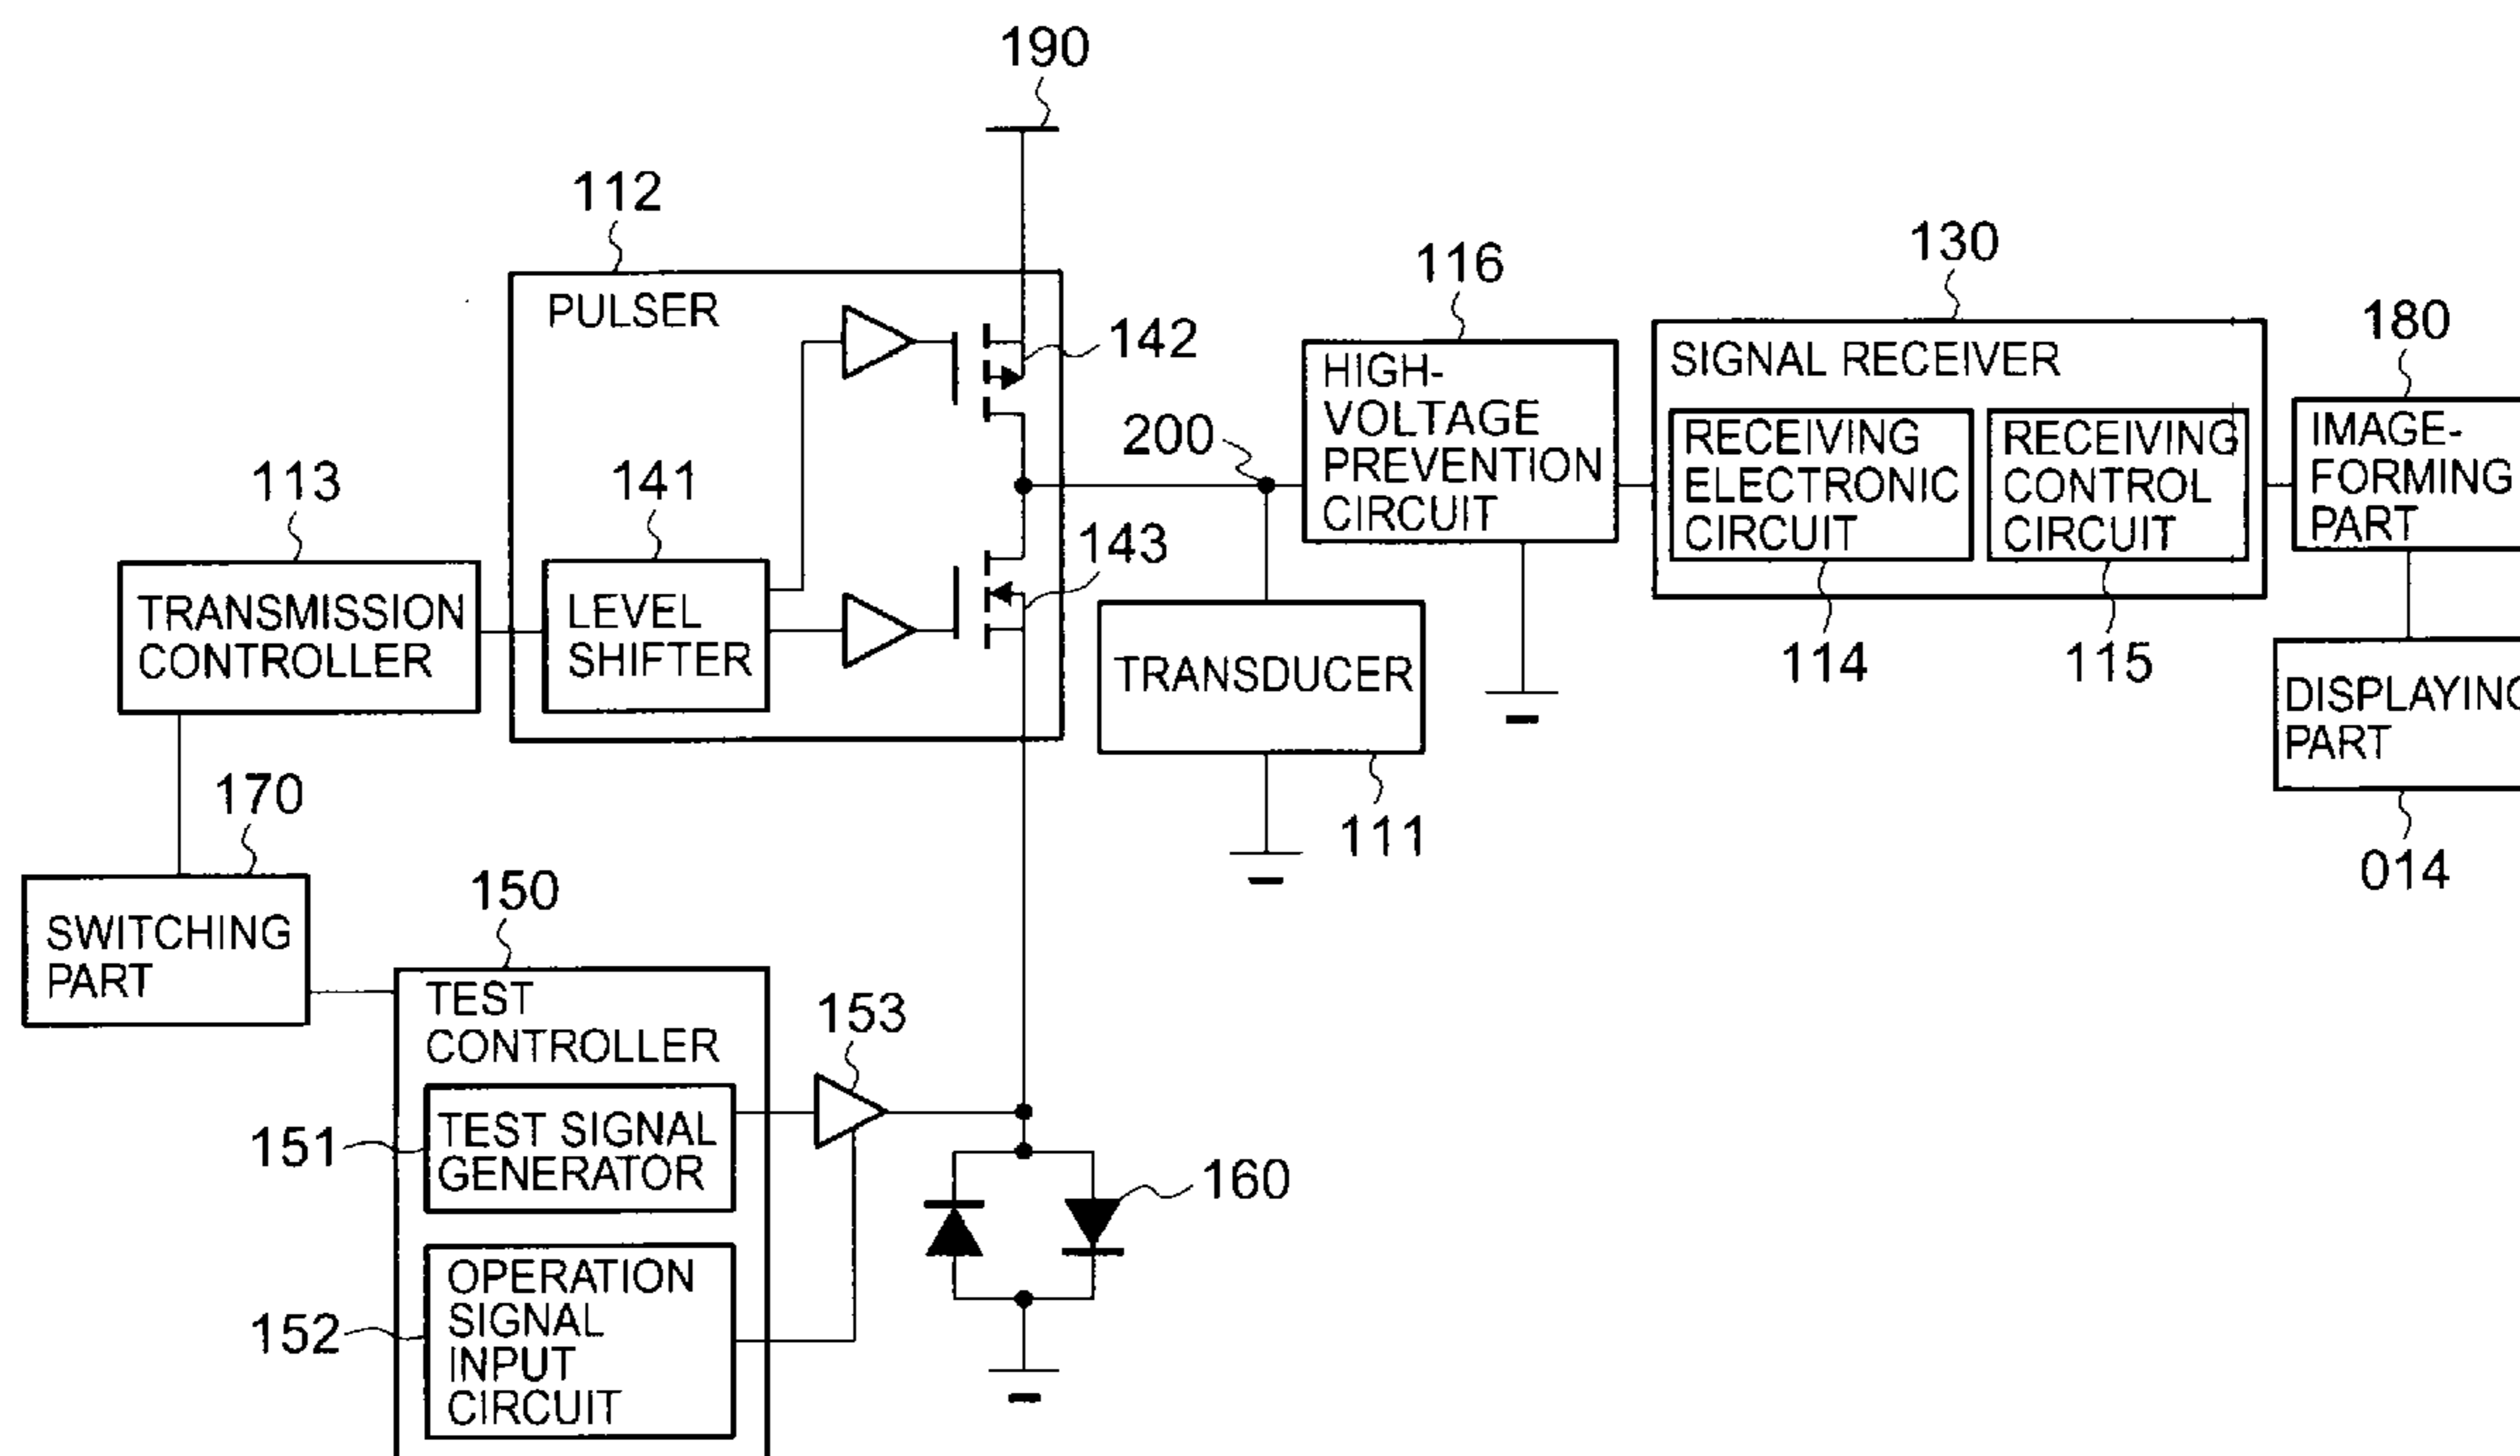 190
112
PULSER
142
116
HIGH-
VOLTAGE
PREVENTION
CIRCUIT
200
130
SIGNAL RECEIVER
RECEIVING
ELECTRONIC
CIRCUIT
RECEIVING
CONTROL
CIRCUIT
114
115
180
IMAGE-
FORMING
PART
113
TRANSMISSION
CONTROLLER
141
LEVEL
SHIFTER
143
TRANSDUCER
111
DISPLAYING
PART
014
170
SWITCHING
PART
150
TEST
CONTROLLER
153
151
TEST SIGNAL
GENERATOR
160
152
OPERATION
SIGNAL
INPUT
CIRCUIT